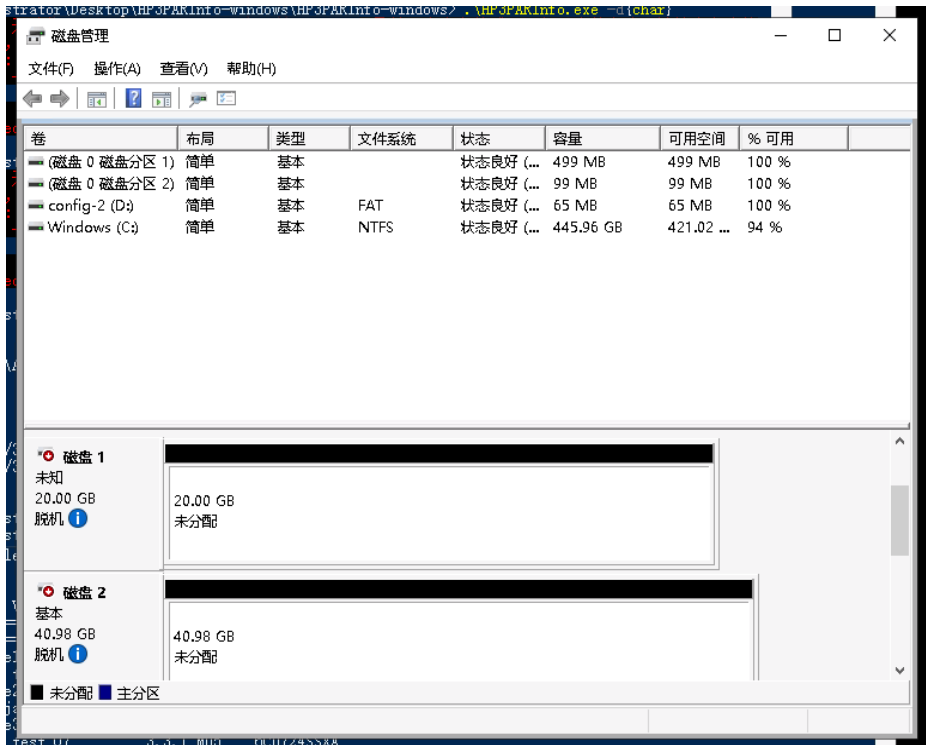 strator\Desktop\HP3PARInfo-windows\HP3PARInfo-windows> .\HP3PARInfo.exe -d{char}
磁盘管理
文件(F) 操作(A) 查看(V) 帮助(H)
卷 布局 类型 文件系统 状态 容量 可用空间 % 可用
(磁盘 0 磁盘分区 1) 简单 基本 状态良好 (... 499 MB 499 MB 100 %
(磁盘 0 磁盘分区 2) 简单 基本 状态良好 (... 99 MB 99 MB 100 %
config-2 (D:) 简单 基本 FAT 状态良好 (... 65 MB 65 MB 100 %
Windows (C:) 简单 基本 NTFS 状态良好 (... 445.96 GB 421.02 ... 94 %
磁盘 1
未知
20.00 GB
脱机
20.00 GB
未分配
磁盘 2
基本
40.98 GB
脱机
40.98 GB
未分配
未分配 主分区